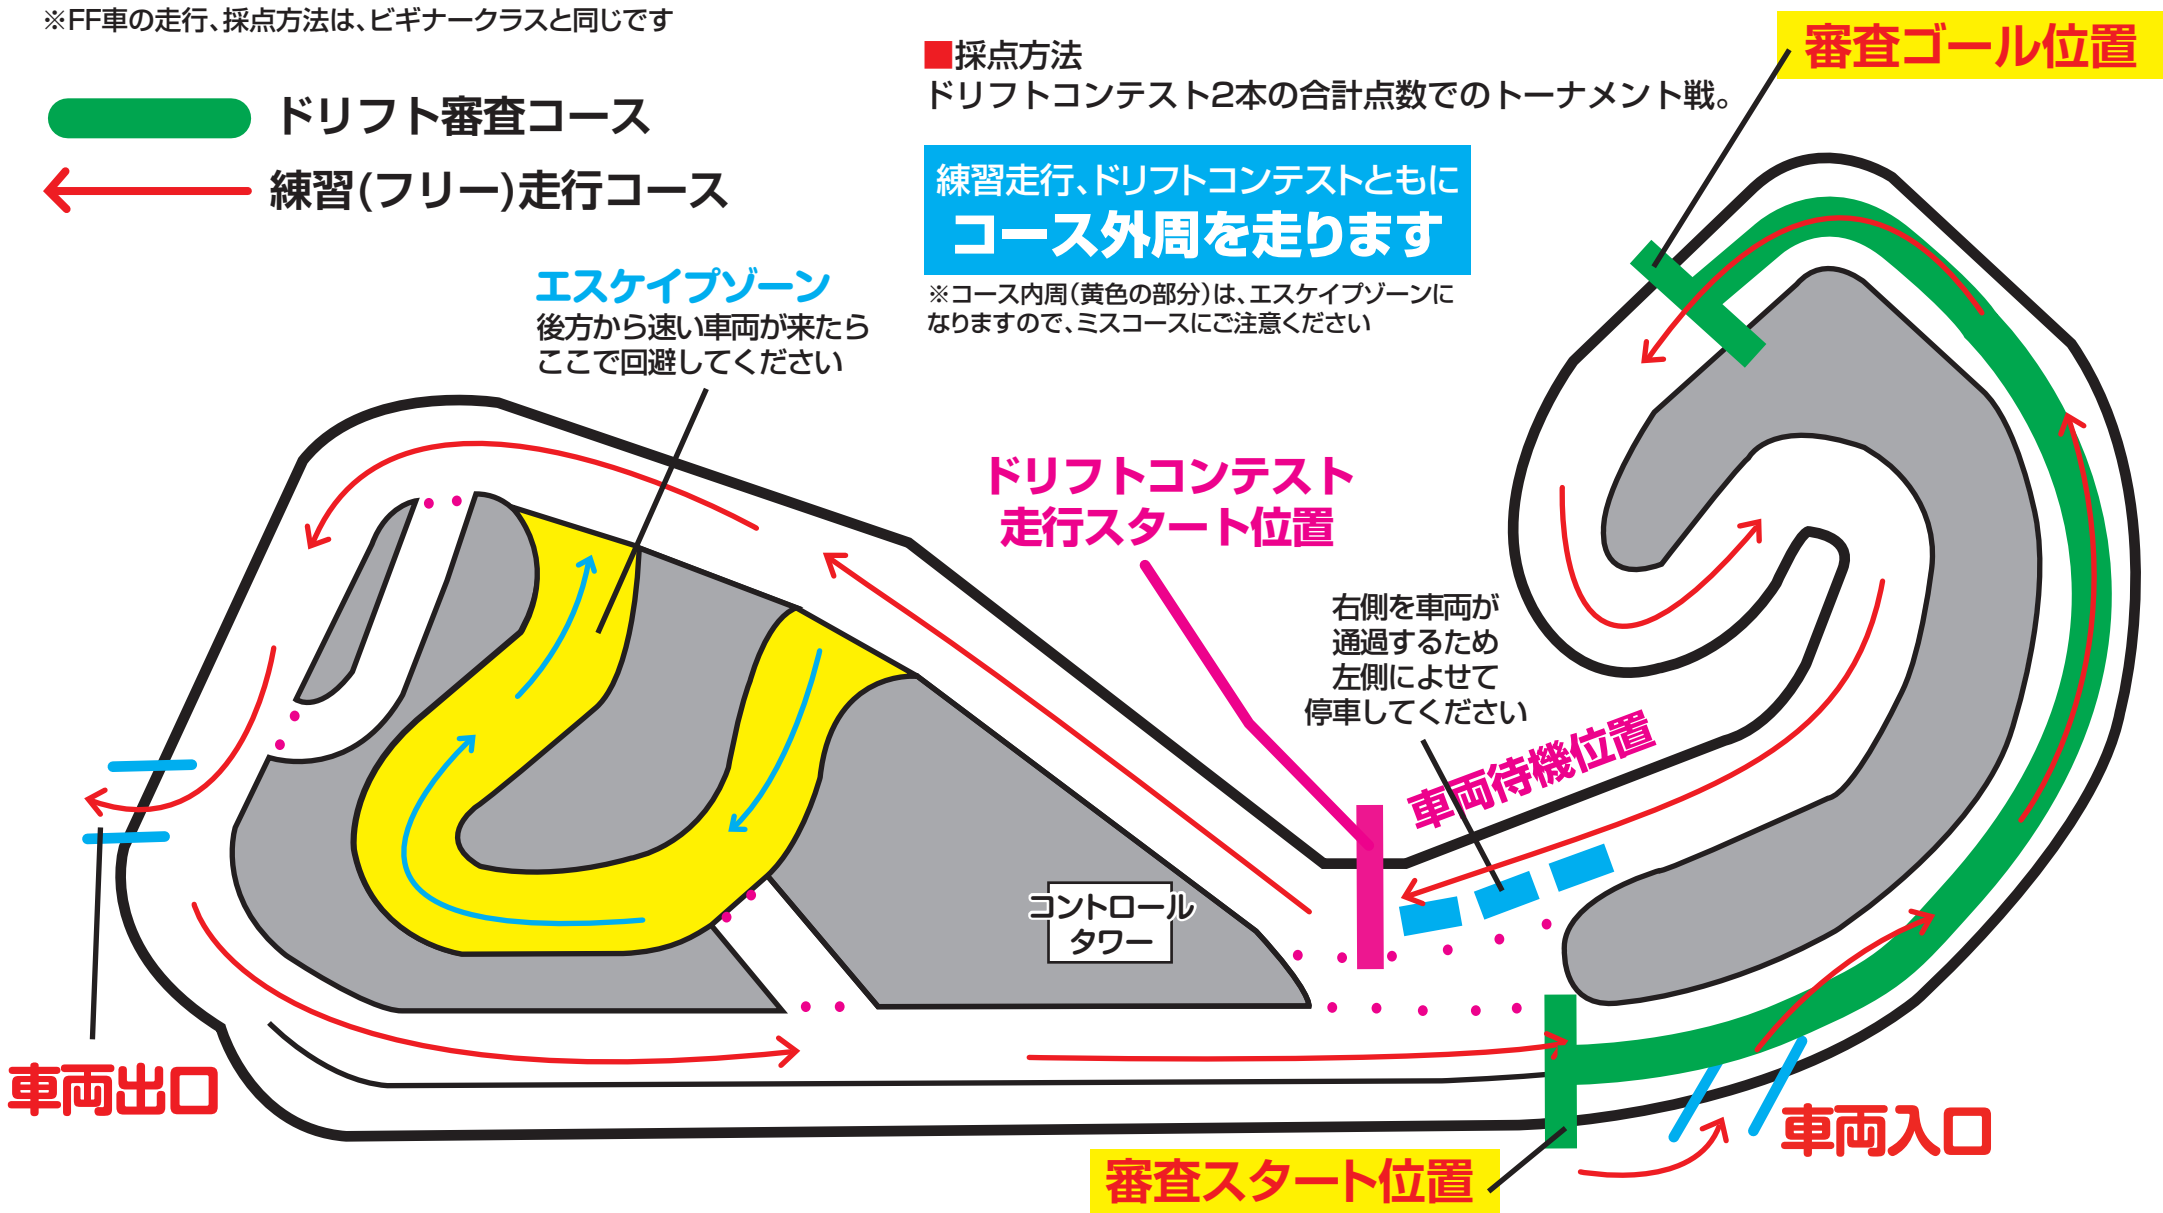 ※FF車の走行、採点方法は、ビギナークラスと同じです
ドリフト審査コース
練習(フリー)走行コース
■採点方法
ドリフトコンテスト2本の合計点数でのトーナメント戦。
練習走行、ドリフトコンテストともに
コース外周を走ります
※コース内周(黄色の部分)は、エスケイプゾーンに
なりますので、ミスコースにご注意ください
審査ゴール位置
エスケイプゾーン
後方から速い車両が来たら
ここで回避してください
ドリフトコンテスト
走行スタート位置
右側を車両が
通過するため
左側によせて
停車してください
車両待機位置
コントロール
タワー
車両出口
車両入口
審査スタート位置